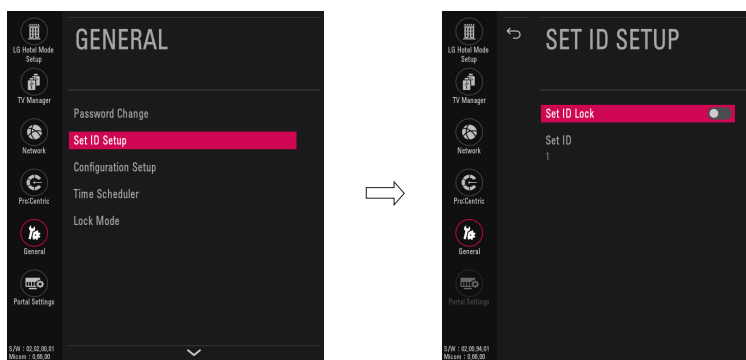 LG Hotel Mode
Setup
TV Manager
Network
Pro:Centric
General
Portal Settings
S/W : 02,02,00,01
Micom : 0,66,00
GENERAL
Password Change
Set ID Setup
Configuration Setup
Time Scheduler
Lock Mode
LG Hotel Mode
Setup
TV Manager
Network
Pro:Centric
General
Portal Settings
S/W : 02,00,94,01
Micom : 0,66,00
SET ID SETUP
Set ID Lock
Set ID
1